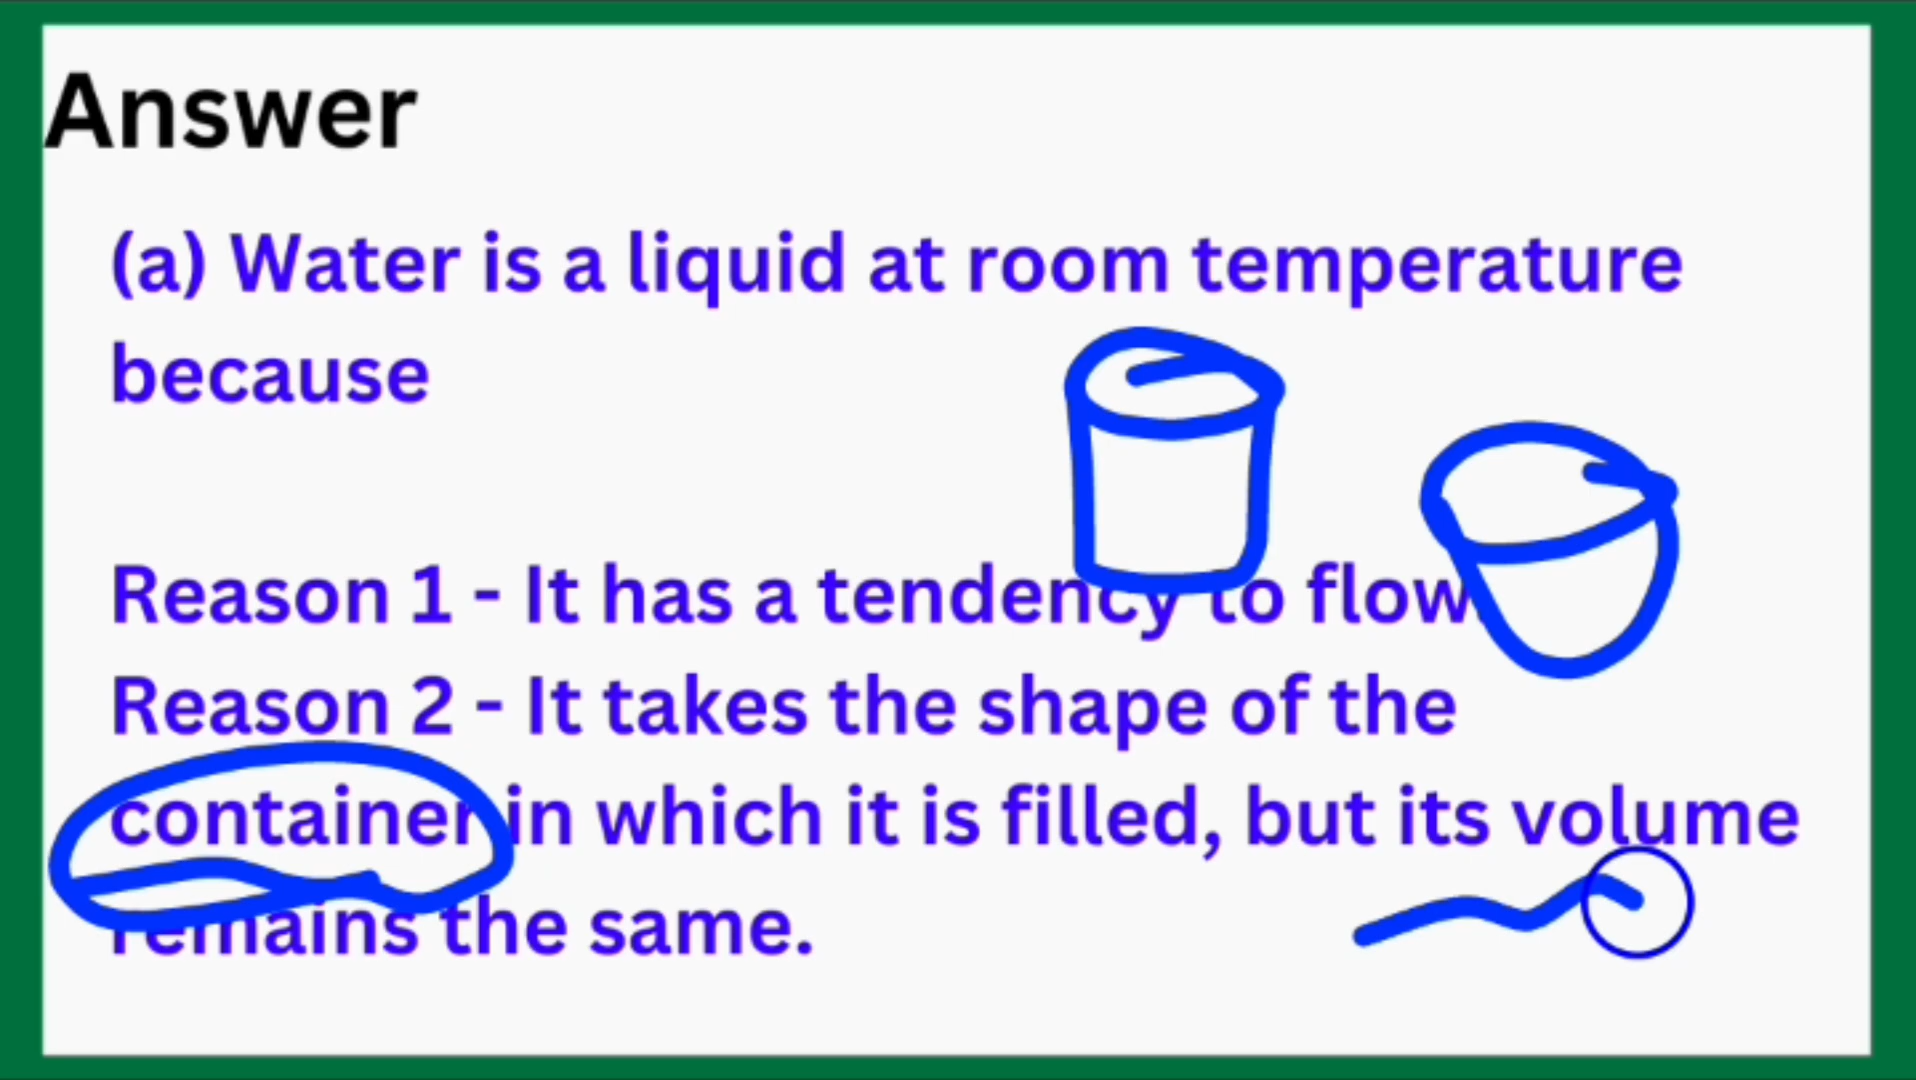 Answer
(a) Water is a liquid at room temperature
because
Reason 1 - It has a tendency to flow
Reason 2 - It takes the shape of the
container in which it is filled, but its volume
remains the same.